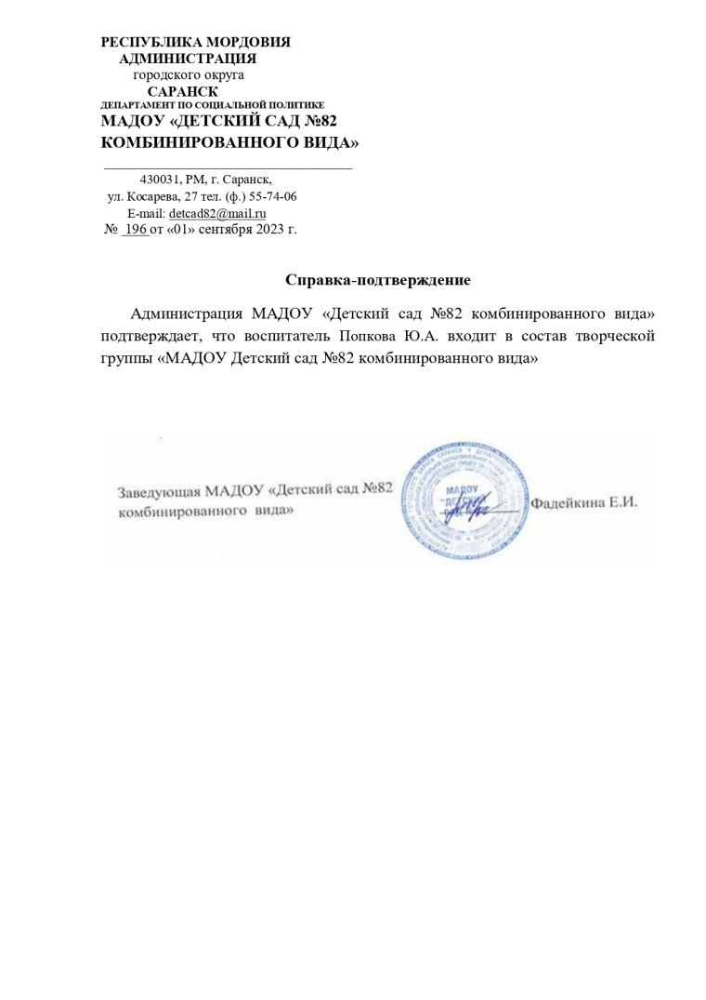 РЕСПУБЛИКА МОРДОВИЯ
АДМИНИСТРАЦИЯ
городского округа
САРАНСК
ДЕПАРТАМЕНТ ПО СОЦИАЛЬНОЙ ПОЛИТИКЕ
МАДОУ «ДЕТСКИЙ САД №82
КОМБИНИРОВАННОГО ВИДА»
430031, РМ, г. Саранск,
ул. Косарева, 27 тел. (ф.) 55-74-06
E-mail: detcad82@mail.ru
№ 196 от «01» сентября 2023 г.
Справка-подтверждение
Администрация МАДОУ «Детский сад №82 комбинированного вида»
подтверждает, что воспитатель Попкова Ю.А. входит в состав творческой
группы «МАДОУ Детский сад №82 комбинированного вида»
Заведующая МАДОУ «Детский сад №82
комбинированного вида»
МАДОУ
"ДЕТСКИЙ
Фадейкина Е.И.